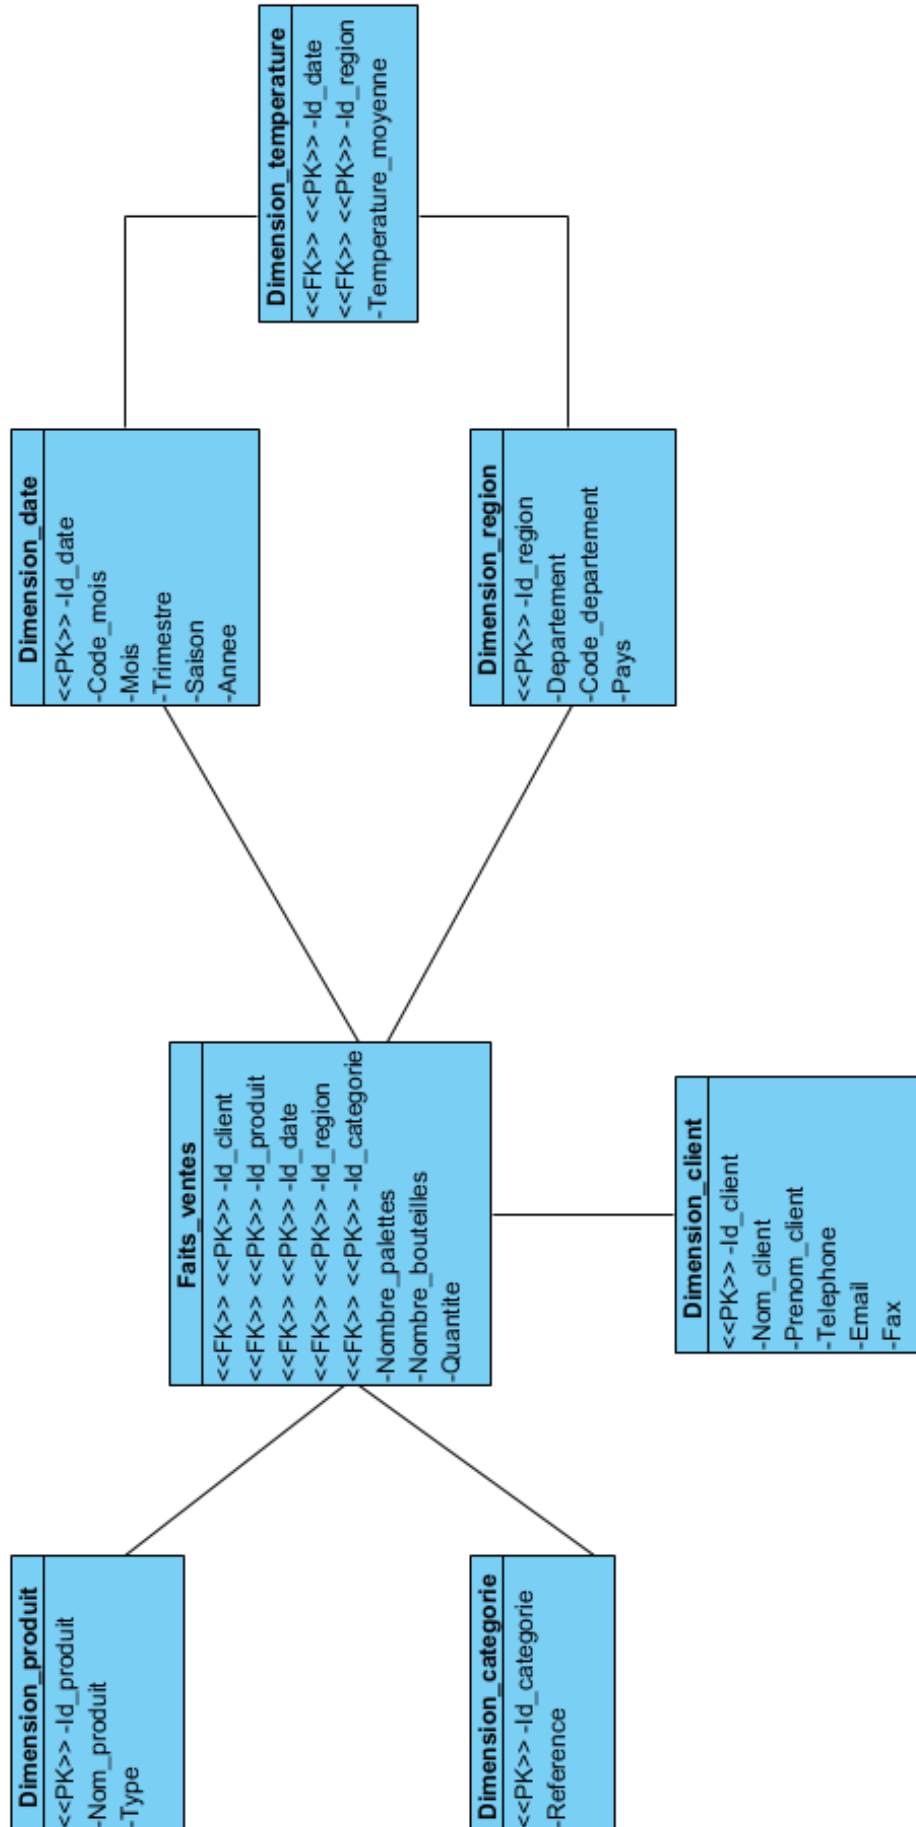 Dimension_produit
<<PK>> -Id_produit
-Nom_produit
-Type
Dimension_categorie
<<PK>> -Id_categorie
-Reference
Faits_ventes
<<FK>> <<PK>> -Id_client
<<FK>> <<PK>> -Id_produit
<<FK>> <<PK>> -Id_date
<<FK>> <<PK>> -Id_region
<<FK>> <<PK>> -Id_categorie
-Nombre_palettes
-Nombre_bouteilles
-Quantite
Dimension_client
<<PK>> -Id_client
-Nom_client
-Prenom_client
-Telephone
-Email
-Fax
Dimension_date
<<PK>> -Id_date
-Code_mois
-Mois
-Trimestre
-Saison
-Annee
Dimension_region
<<PK>> -Id_region
-Departement
-Code_departement
-Pays
Dimension_temperature
<<FK>> <<PK>> -Id_date
<<FK>> <<PK>> -Id_region
-Temperature_moyenne